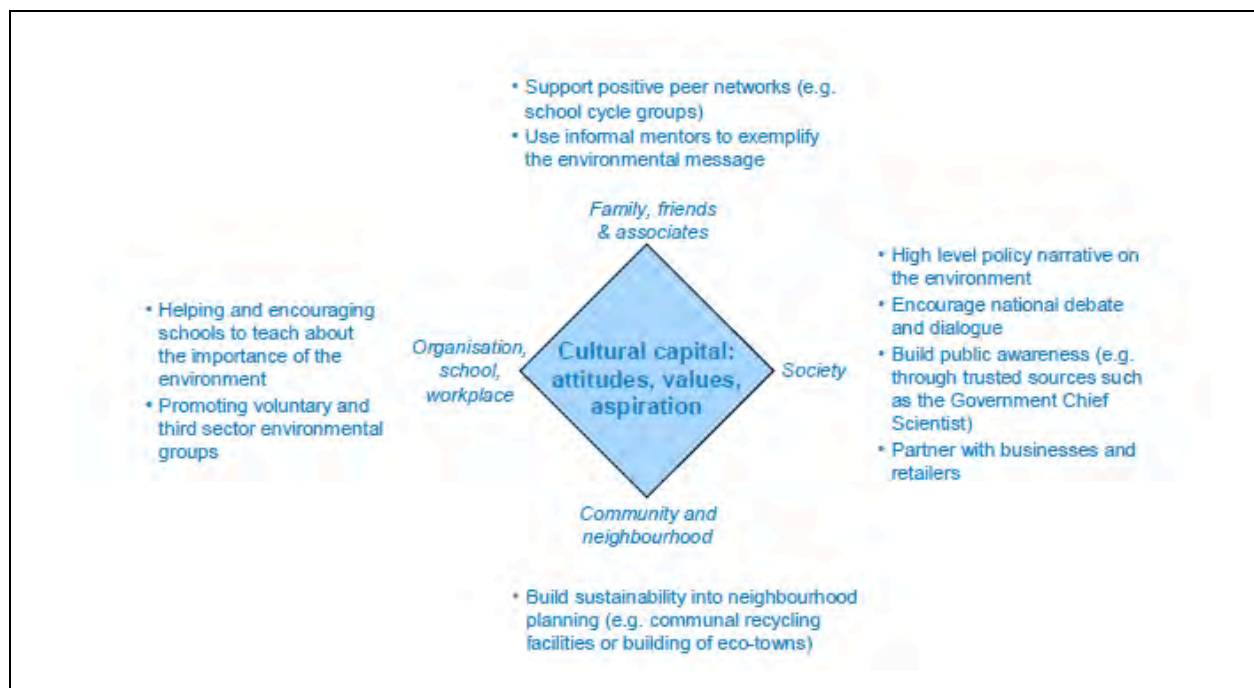 • Support positive peer networks (e.g.
school cycle groups)
• Use informal mentors to exemplify
the environmental message
Family, friends
& associates
• Helping and encouraging
schools to teach about
the importance of the
environment
• Promoting voluntary and
third sector environmental
groups
Organisation,
school,
workplace
Cultural capital:
attitudes, values,
aspiration
Society
• High level policy narrative on
the environment
• Encourage national debate
and dialogue
• Build public awareness (e.g.
through trusted sources such
as the Government Chief
Scientist)
• Partner with businesses and
retailers
Community and
neighbourhood
• Build sustainability into neighbourhood
planning (e.g. communal recycling
facilities or building of eco-towns)